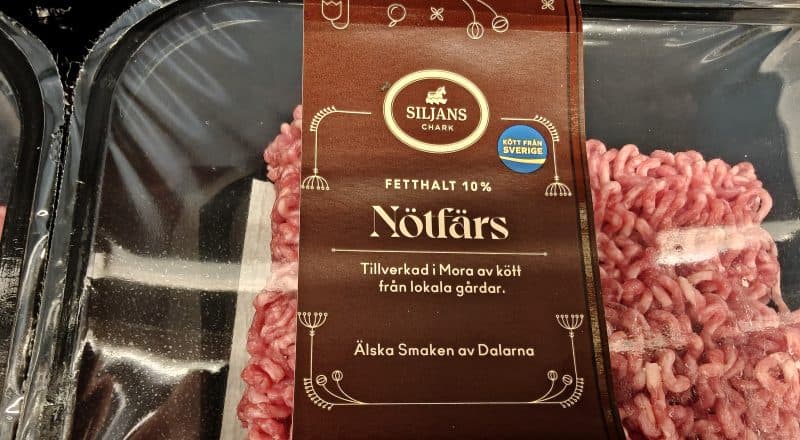 SILJANS
CHARK
KÖTT FRÅN
SVERIGE
FETTHALT 10%
Nötfärs
Tillverkad i Mora av kött
från lokala gårdar.
Älska Smaken av Dalarna